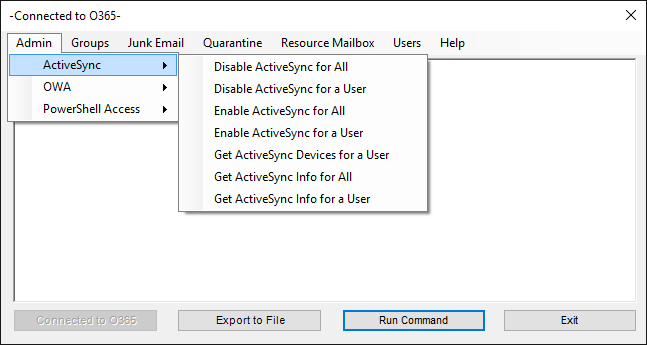 -Connected to O365-
Admin Groups Junk Email Quarantine Resource Mailbox Users Help
ActiveSync
OWA
PowerShell Access
Disable ActiveSync for All
Disable ActiveSync for a User
Enable ActiveSync for All
Enable ActiveSync for a User
Get ActiveSync Devices for a User
Get ActiveSync Info for All
Get ActiveSync Info for a User
Connected to O365 Export to File Run Command Exit